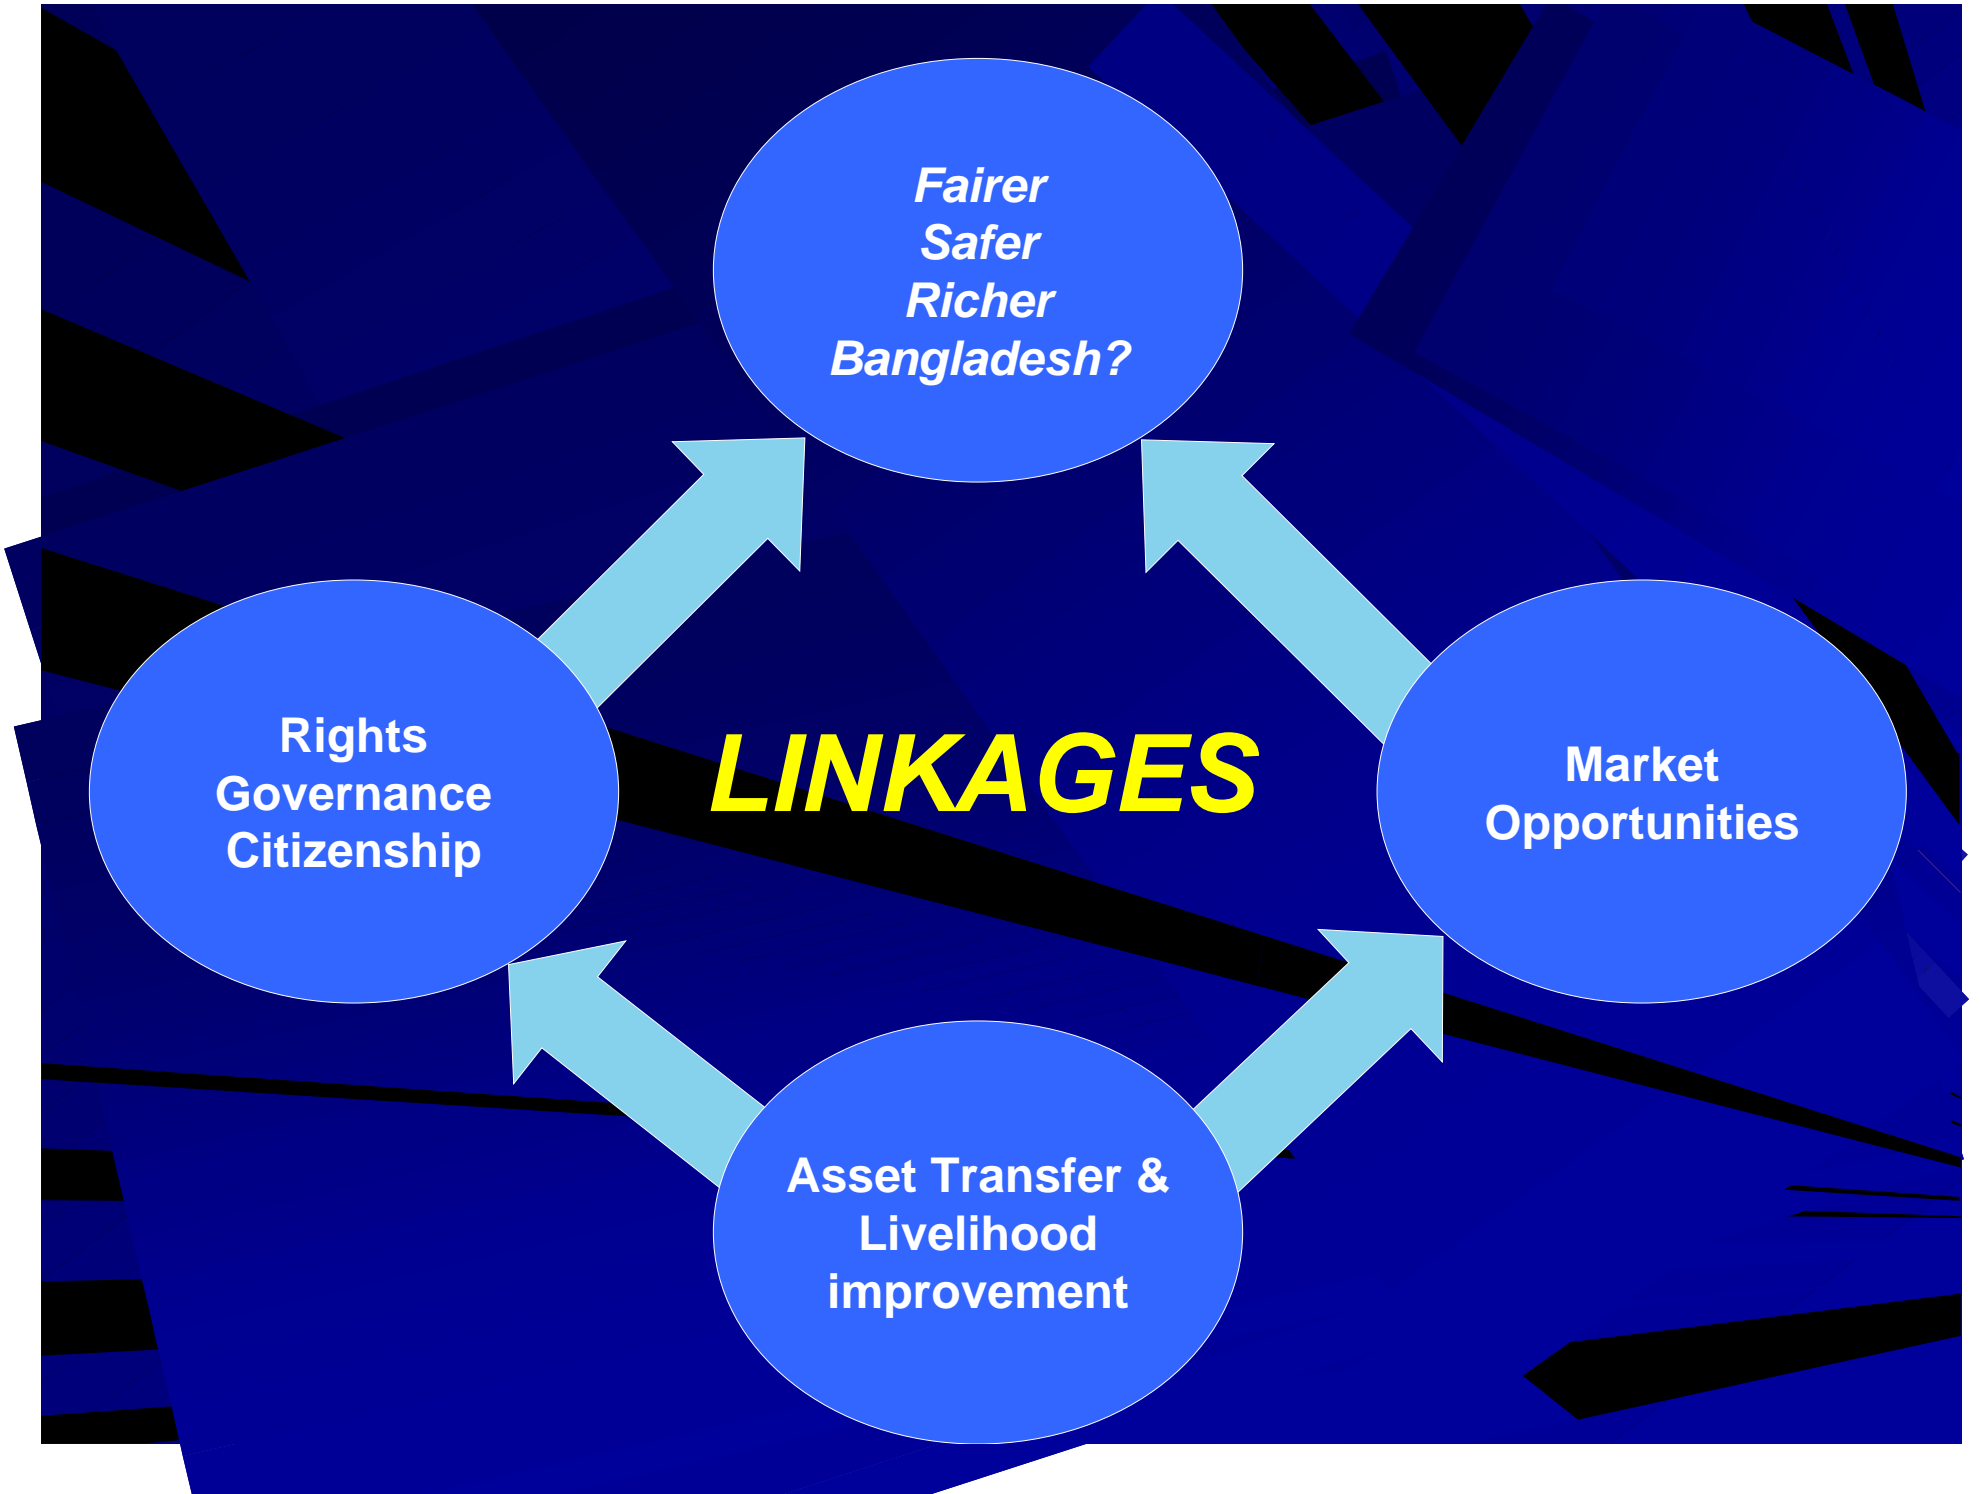 Fairer
Safer
Richer
Bangladesh?
Rights
Governance
Citizenship
LINKAGES
Market
Opportunities
Asset Transfer &
Livelihood
improvement